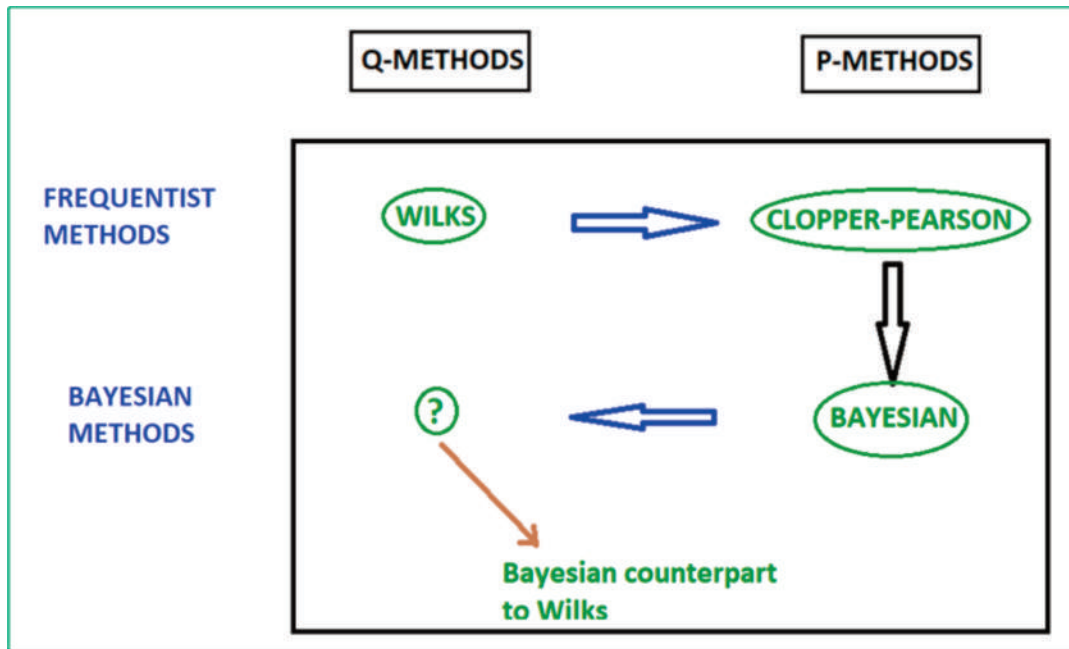 Q-METHODS
P-METHODS
FREQUENTIST
METHODS
WILKS
CLOPPER-PEARSON
BAYESIAN
METHODS
?
BAYESIAN
Bayesian counterpart
to Wilks